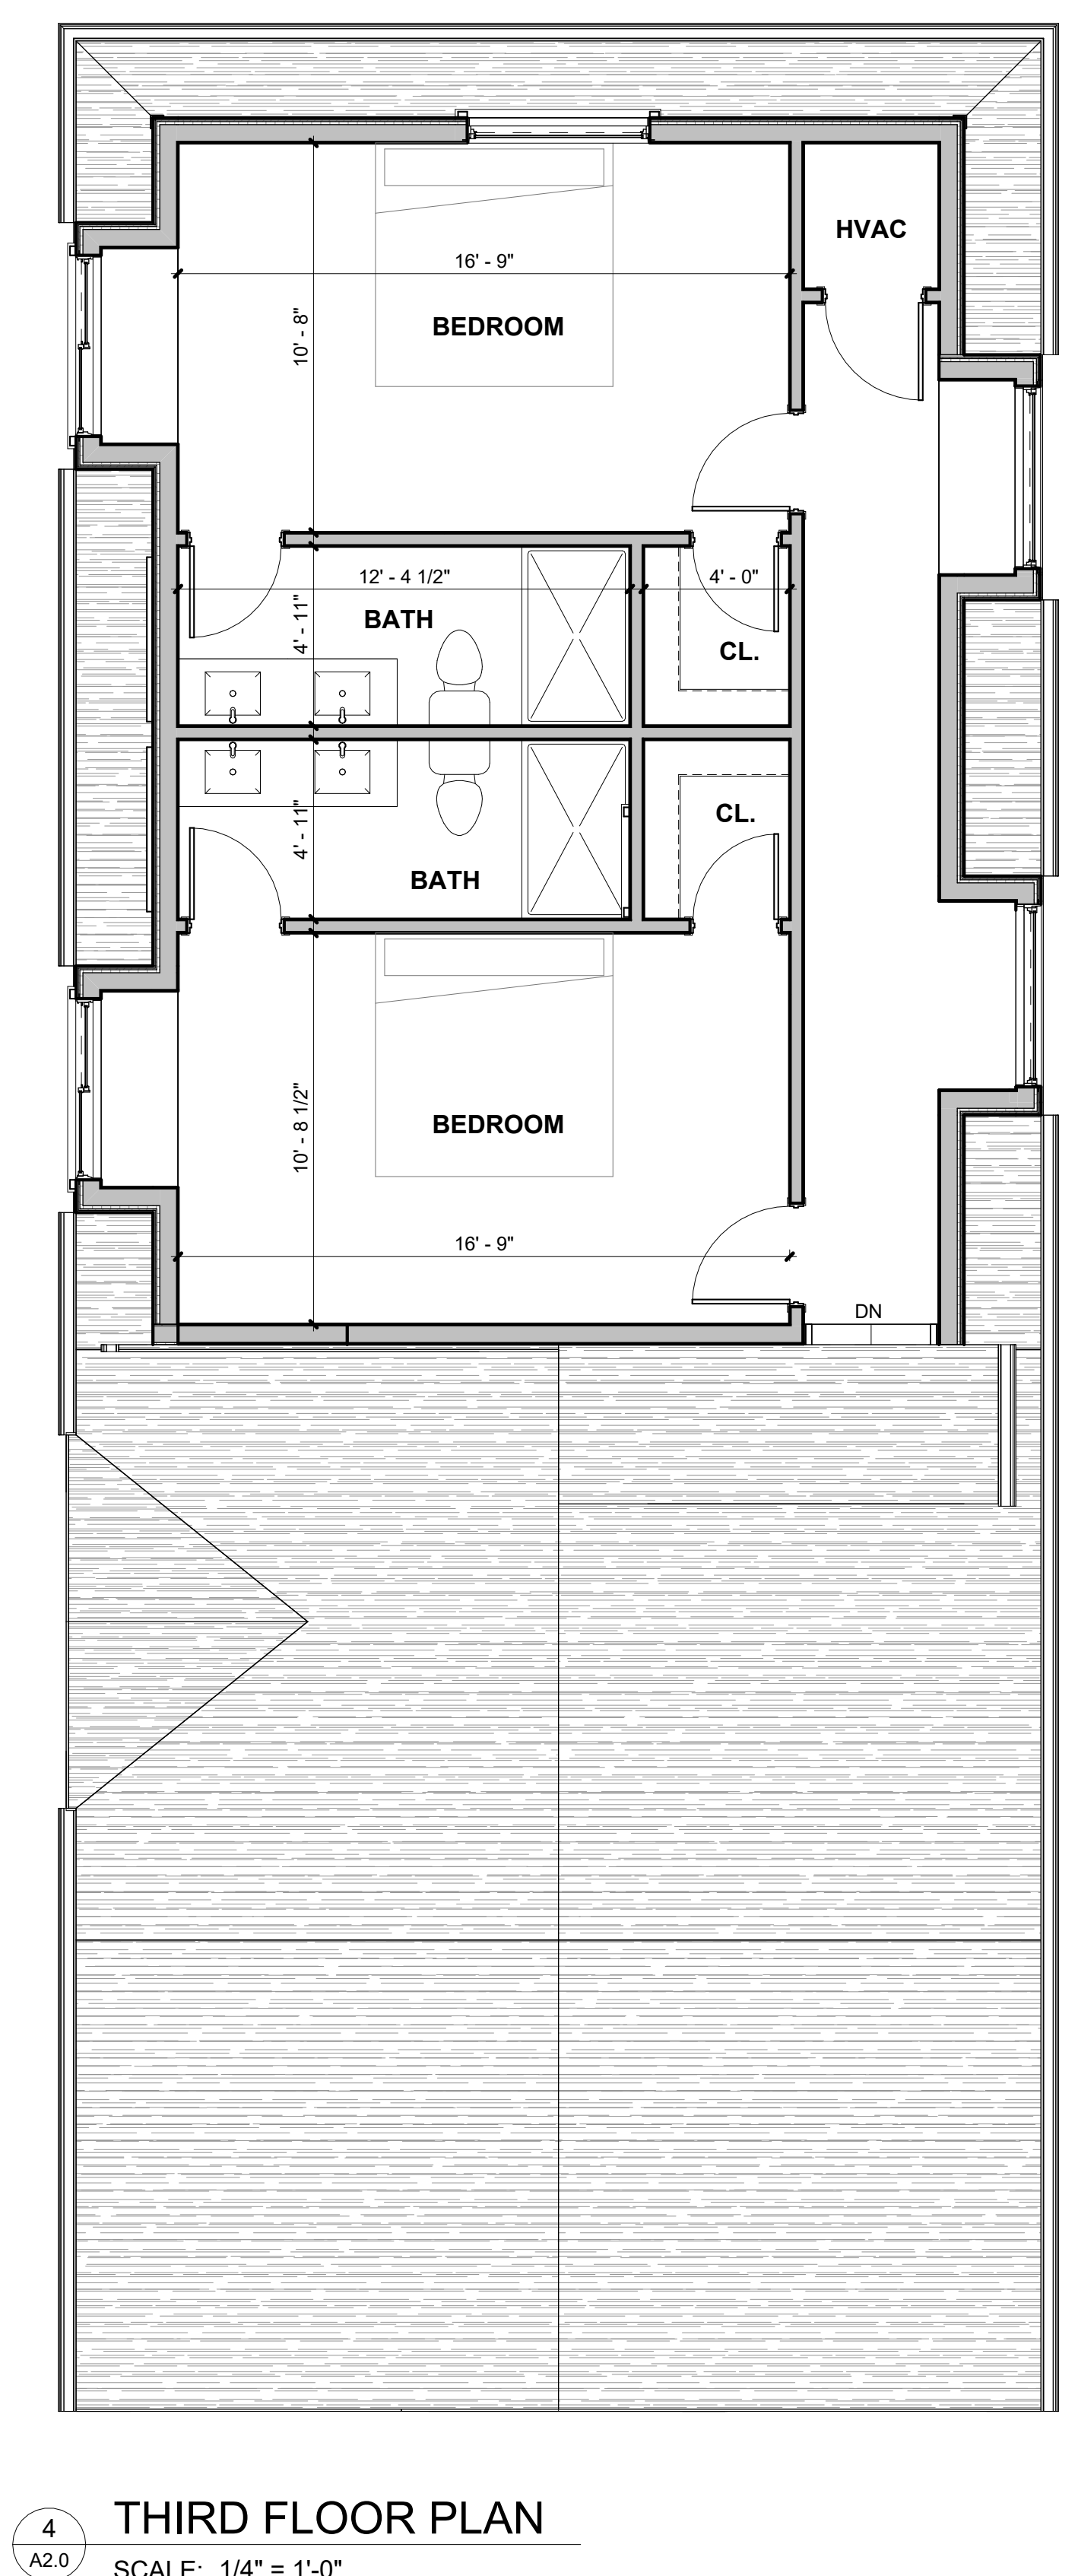 HVAC
16' - 9"
10' - 8"
BEDROOM
12' - 4 1/2"
4' - 0"
BATH
4' - 11"
CL.
CL.
4' - 11"
BATH
10' - 8 1/2"
BEDROOM
16' - 9"
DN
4
A2.0
THIRD FLOOR PLAN
SCALE: 1/4" = 1'-0"